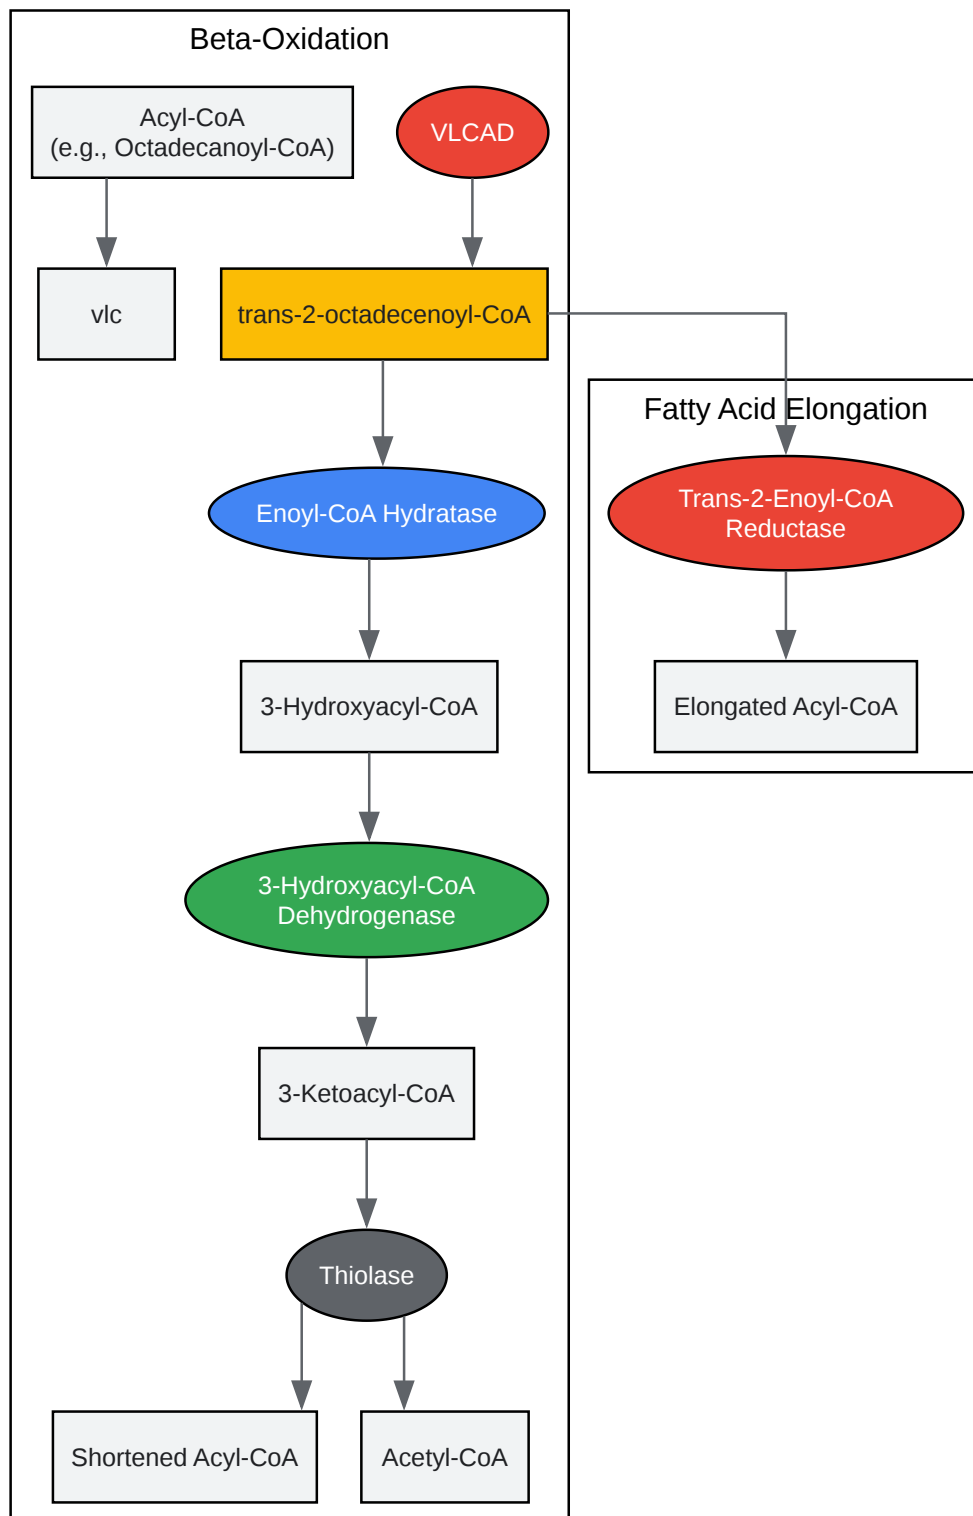 Beta-Oxidation
Acyl-CoA
(e.g., Octadecanoyl-CoA)
VLCAD
vlc
trans-2-octadecenoyl-CoA
Fatty Acid Elongation
Enoyl-CoA Hydratase
Trans-2-Enoyl-CoA
Reductase
3-Hydroxyacyl-CoA
Elongated Acyl-CoA
3-Hydroxyacyl-CoA
Dehydrogenase
3-Ketoacyl-CoA
Thiolase
Shortened Acyl-CoA
Acetyl-CoA